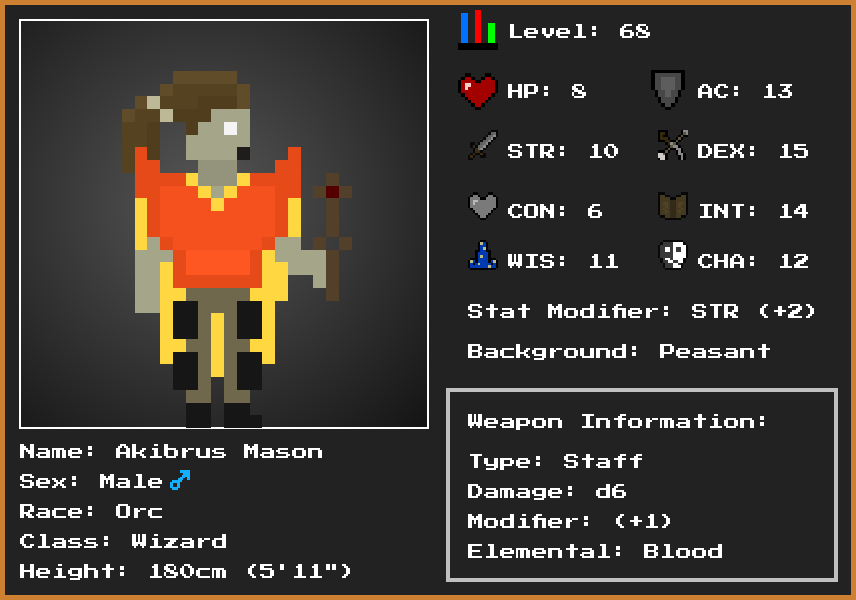 Level: 68
HP: 8 AC: 13
STR: 10 DEX: 15
CON: 6 INT: 14
WIS: 11 CHA: 12
Stat Modifier: STR (+2)
Background: Peasant
Weapon Information:
Type: Staff
Damage: d6
Modifier: (+1)
Elemental: Blood
Name: Akibrus Mason
Sex: Male ♂
Race: Orc
Class: Wizard
Height: 180cm (5'11")